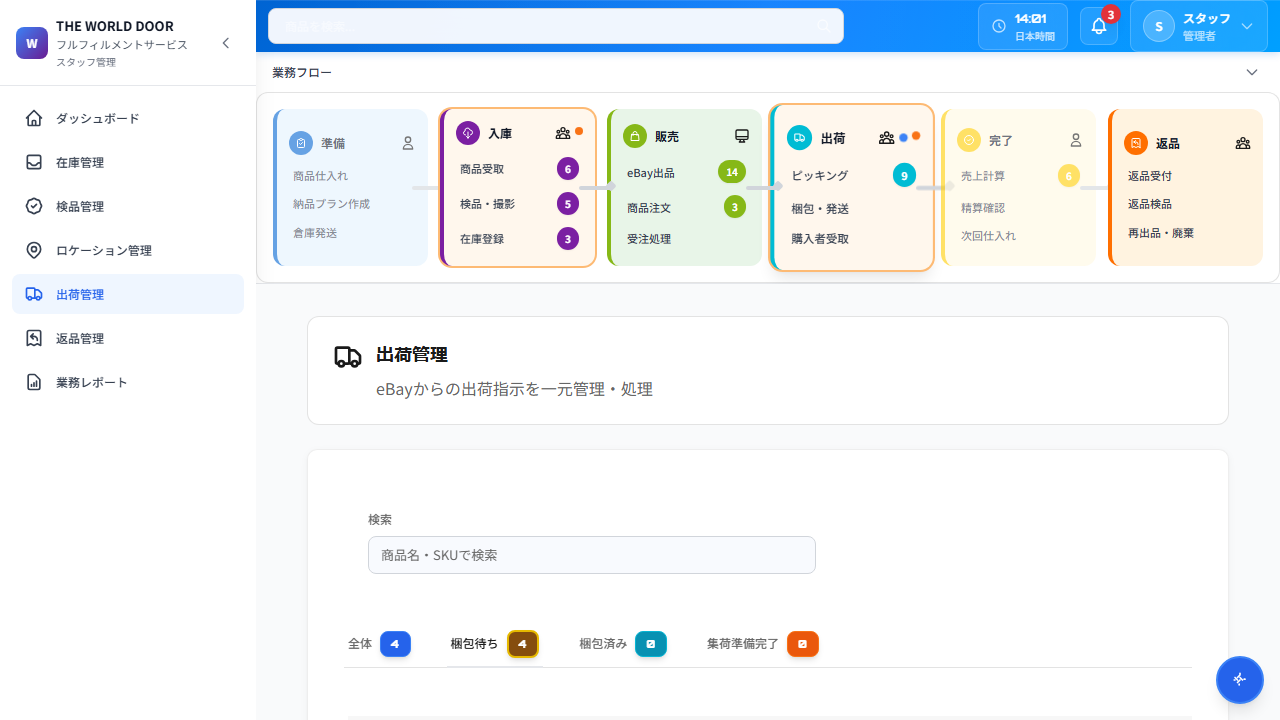 W
THE WORLD DOOR
フルフィルメントサービス
スタッフ管理
ダッシュボード
在庫管理
検品管理
ロケーション管理
出荷管理
返品管理
業務レポート
商品を検索...
14:01
日本時間
3
S
スタッフ
管理者
業務フロー
準備
商品仕入れ
納品プラン作成
倉庫発送
入庫
商品受取 6
検品・撮影 5
在庫登録 3
販売
eBay出品 14
商品注文 3
受注処理
出荷
ピッキング 9
梱包・発送
購入者受取
完了
売上計算 6
精算確認
次回仕入れ
返品
返品受付
返品検品
再出品・廃棄
出荷管理
eBayからの出荷指示を一元管理・処理
検索
商品名・SKUで検索
全体 4 梱包待ち 4 梱包済み 0 集荷準備完了 0